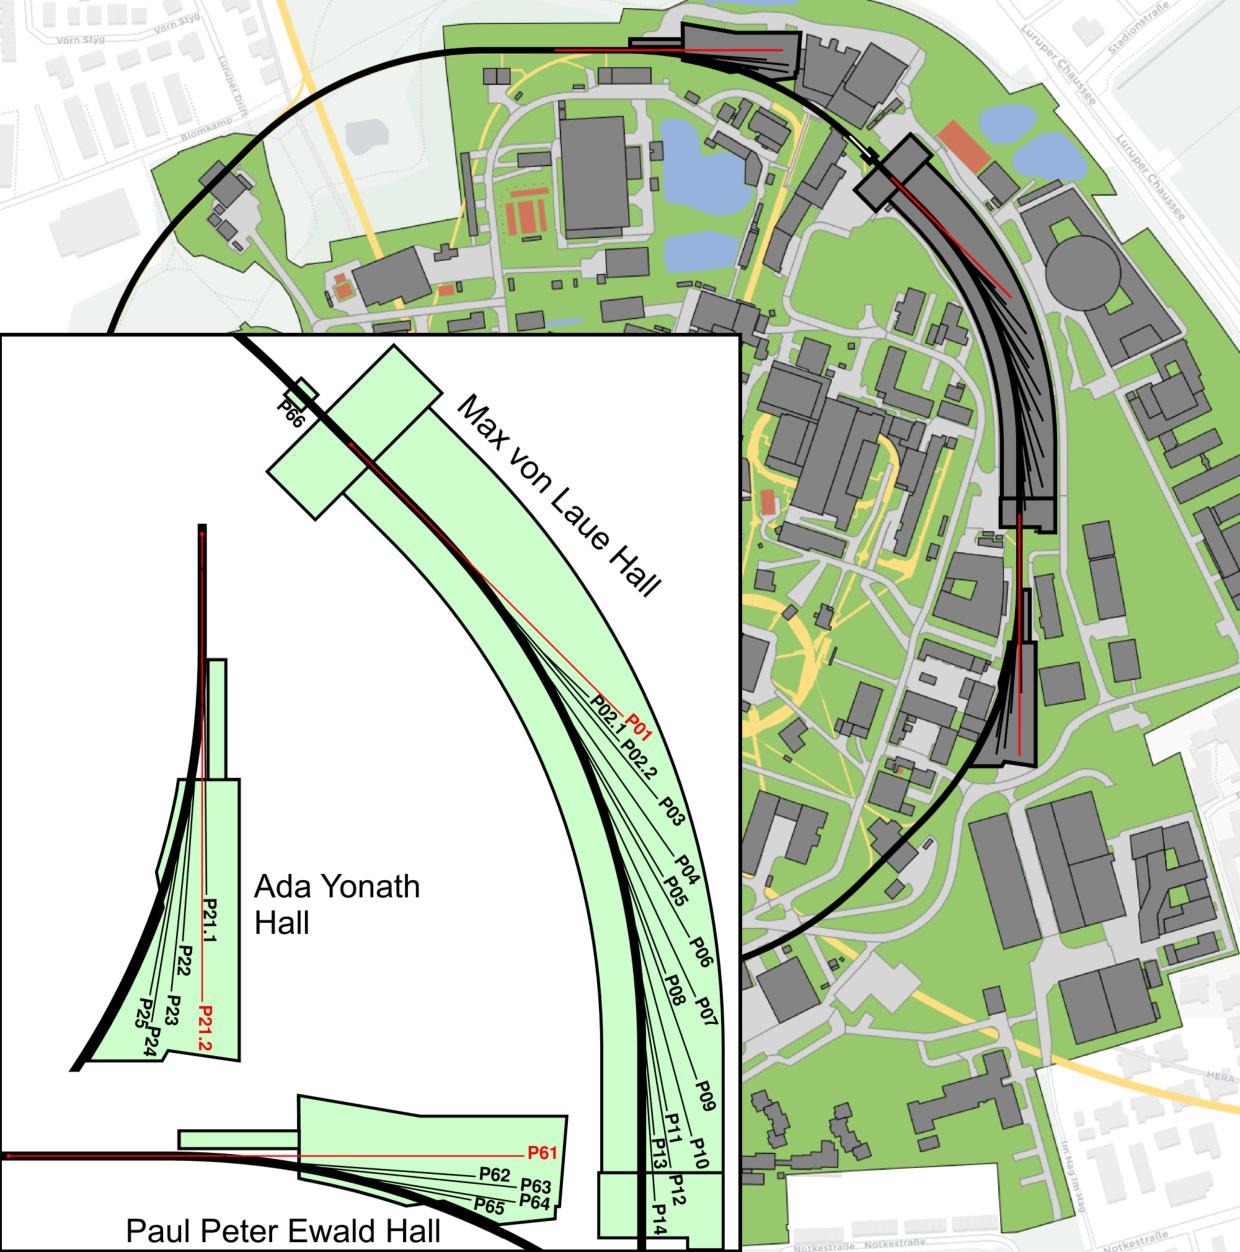 Vorn Styg
Vorn Styg
Luruper Drift
Blomkamp
Luruper Chaussee
Stadionstraße
Luruper Chaussee
P66
Max von Laue Hall
P01
P02.1
P02.2
P03
P04
P05
P06
P07
P08
P09
P10
P11
P12
P13
P14
Ada Yonath
Hall
P21.1
P21.2
P22
P23
P24
P25
P61
P62
P63
P64
P65
Paul Peter Ewald Hall
HERA
Im Hag
Im Hag
Notkestraße
Notkestraße
Notkestraße